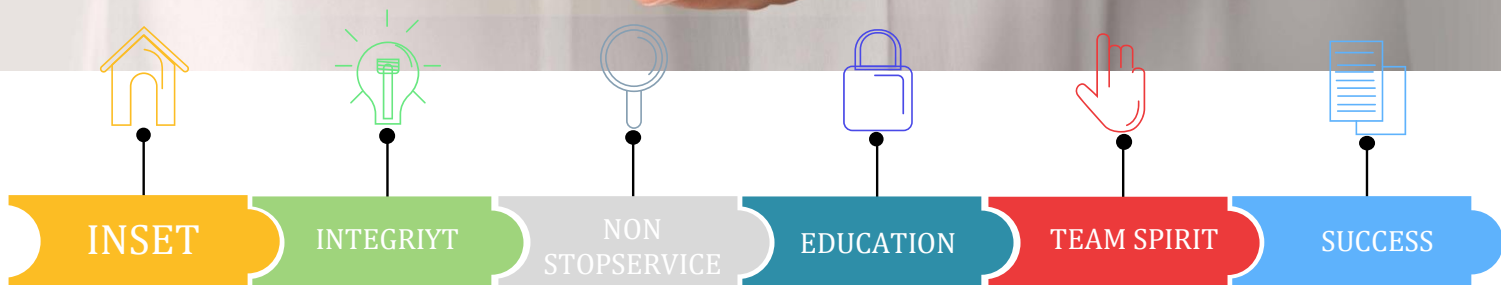 INSET
INTEGRIYT
NON
STOPSERVICE
EDUCATION
TEAM SPIRIT
SUCCESS